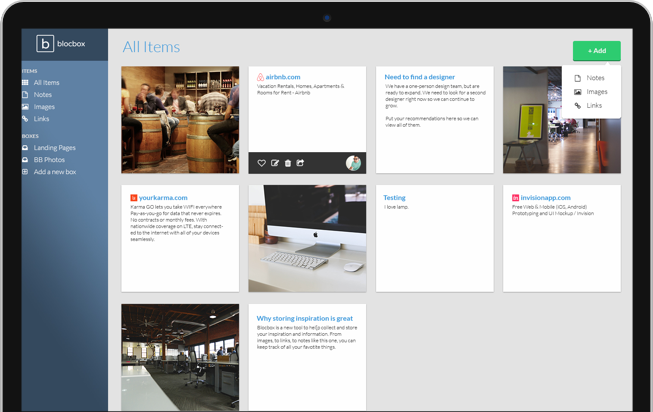 blocbox
All Items
+ Add
Notes
Images
Links
ITEMS
All Items
Notes
Images
Links
BOXES
Landing Pages
BB Photos
Add a new box
airbnb.com
Vacation Rentals, Homes, Apartments &
Rooms for Rent - Airbnb
Need to find a designer
We have a one-person design team, but are
ready to expand. We need to look for a second
designer right now so we can continue to
grow.
Put your recommendations here so we can
view all of them.
yourkarma.com
Karma GO lets you take WiFi everywhere
Pay-as-you-go for data that never expires.
No contracts or monthly fees. With
nationwide coverage on LTE, stay connect-
ed to the internet with all of your devices
seamlessly.
Testing
I love lamp.
in
invisionapp.com
Free Web & Mobile (iOS, Android)
Prototyping and UI Mockup / Invision
Why storing inspiration is great
Blocbox is a new tool to help collect and store
your inspiration and information. From
images, to links, to notes like this one, you can
keep track of all your favorite things.